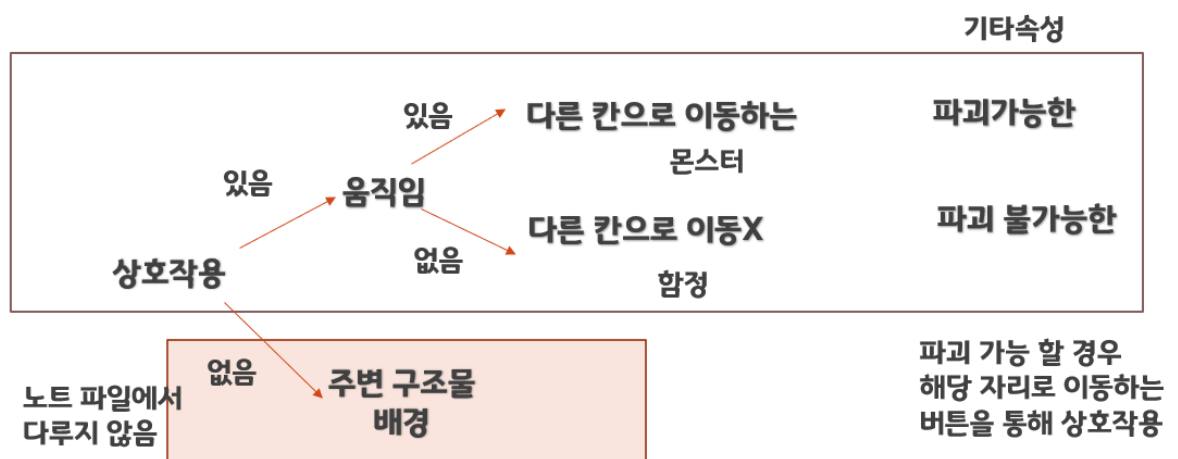 기타속성
있음
다른 칸으로 이동하는
파괴가능한
몬스터
있음
움직임
다른 칸으로 이동X
파괴 불가능한
없음
상호작용
함정
없음
주변 구조물
배경
노트 파일에서
다루지 않음
파괴 가능 할 경우
해당 자리로 이동하는
버튼을 통해 상호작용